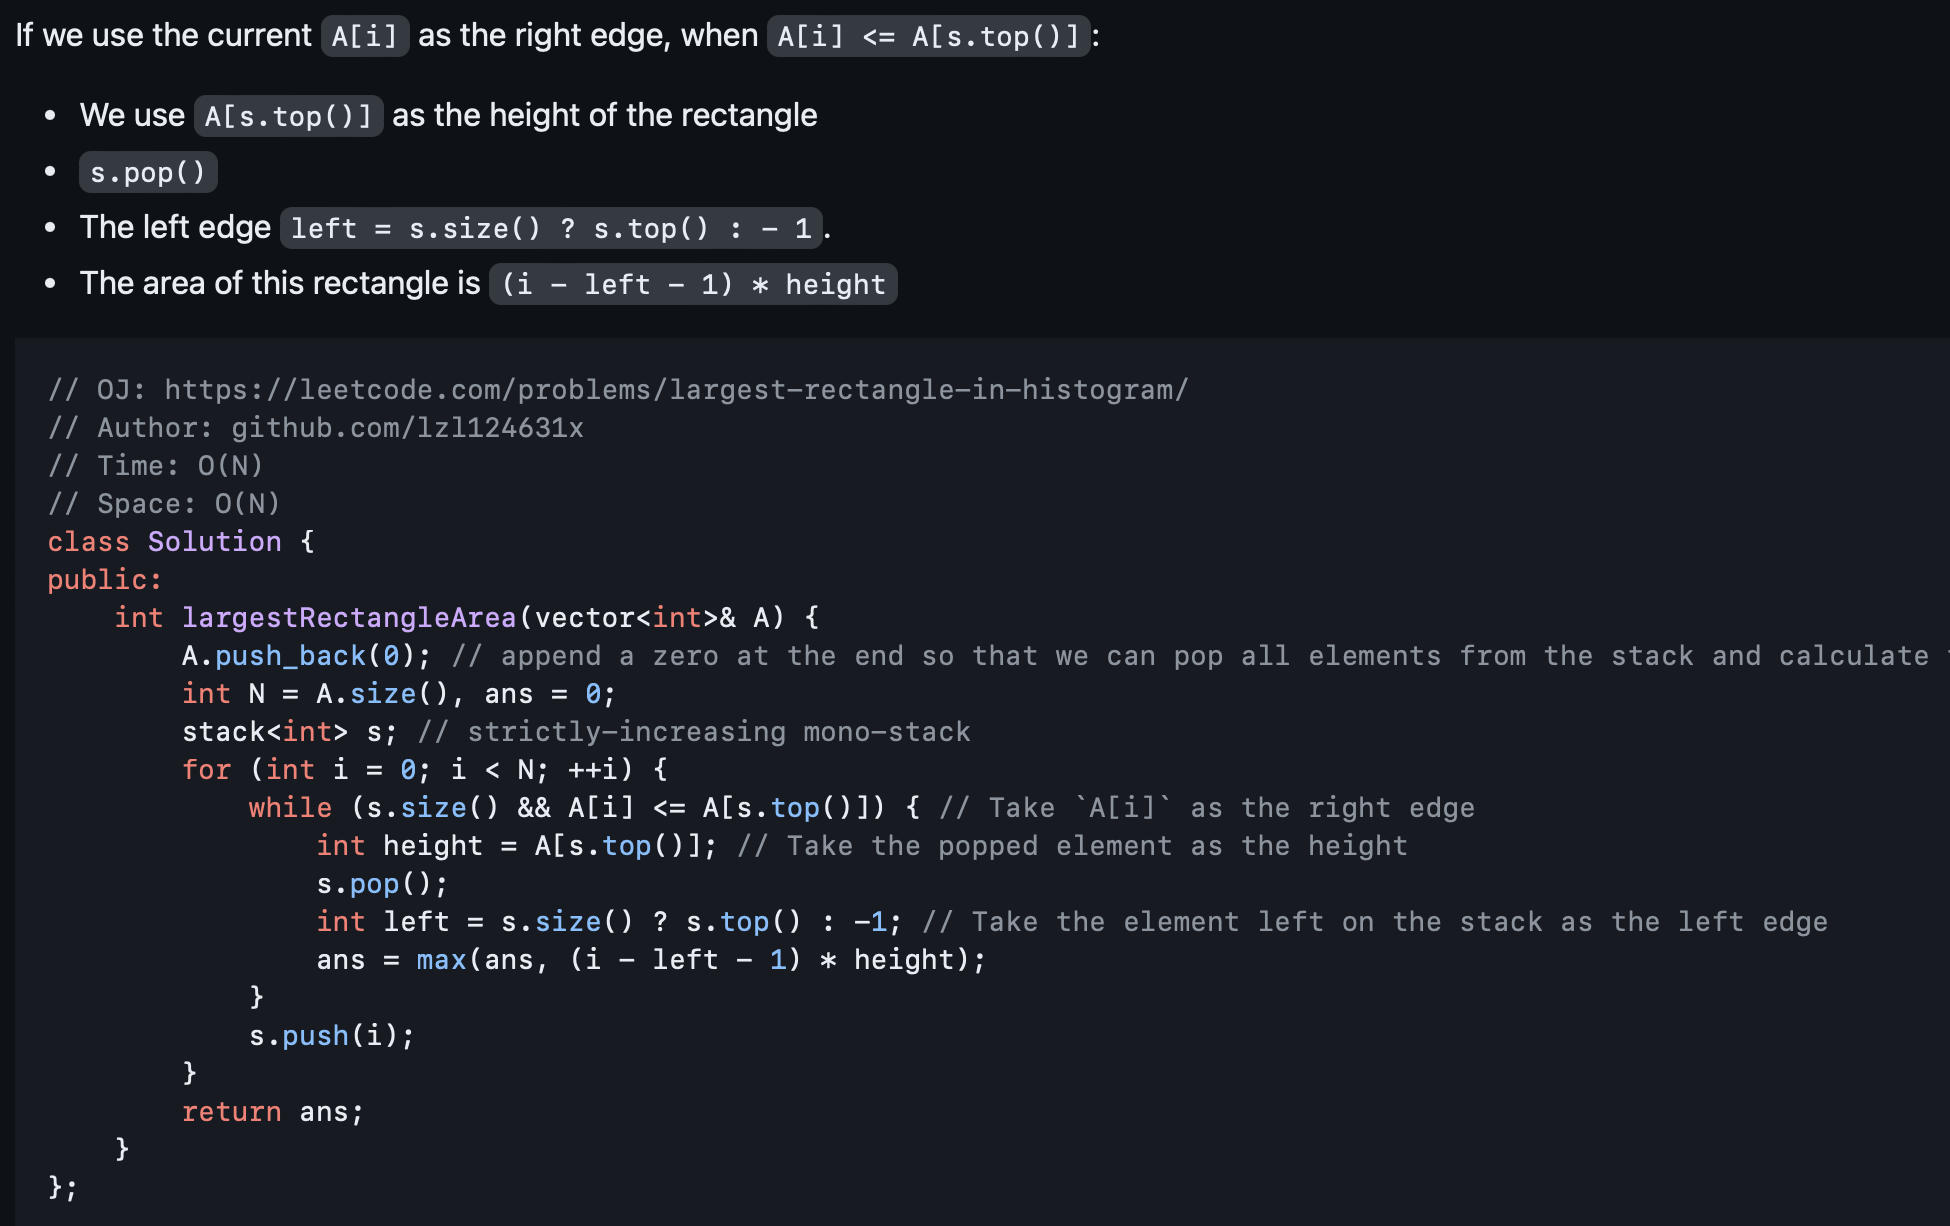 If we use the current A[i] as the right edge, when A[i] <= A[s.top()]:
• We use A[s.top()] as the height of the rectangle
• s.pop()
• The left edge left = s.size() ? s.top() : - 1.
• The area of this rectangle is (i - left - 1) * height
// OJ: https://leetcode.com/problems/largest-rectangle-in-histogram/
// Author: github.com/lzl124631x
// Time: O(N)
// Space: O(N)
class Solution {
public:
    int largestRectangleArea(vector<int>& A) {
        A.push_back(0); // append a zero at the end so that we can pop all elements from the stack and calculate
        int N = A.size(), ans = 0;
        stack<int> s; // strictly-increasing mono-stack
        for (int i = 0; i < N; ++i) {
            while (s.size() && A[i] <= A[s.top()]) { // Take `A[i]` as the right edge
                int height = A[s.top()]; // Take the popped element as the height
                s.pop();
                int left = s.size() ? s.top() : -1; // Take the element left on the stack as the left edge
                ans = max(ans, (i - left - 1) * height);
            }
            s.push(i);
        }
        return ans;
    }
};